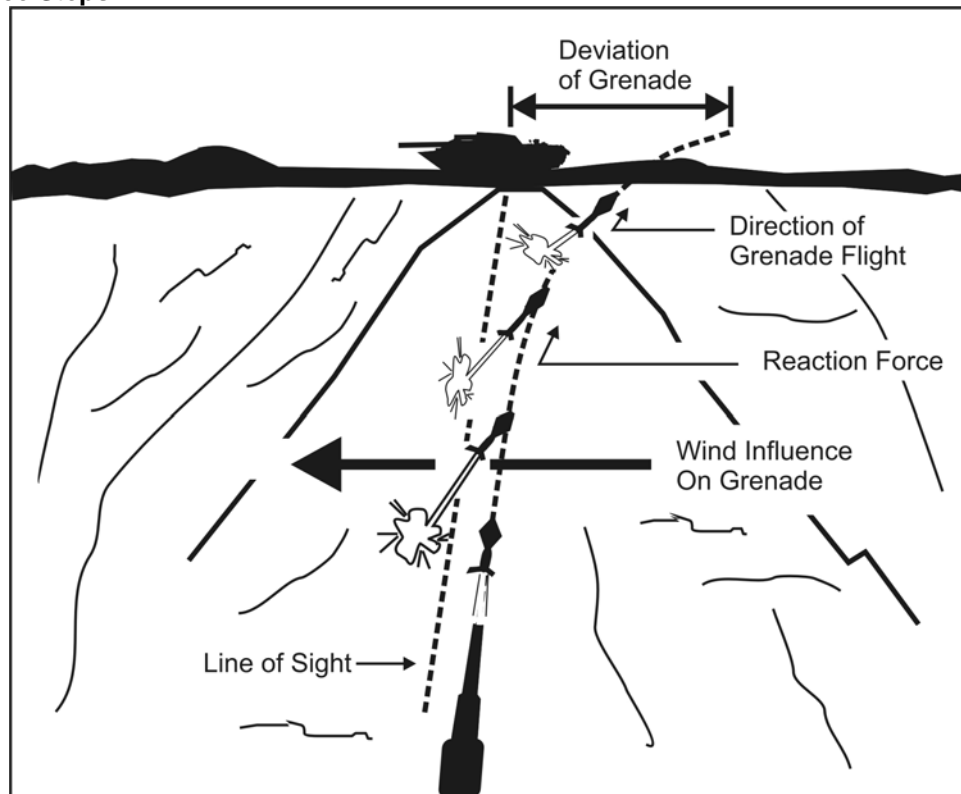 Deviation
of Grenade
Direction of
Grenade Flight
Reaction Force
Wind Influence
On Grenade
Line of Sight